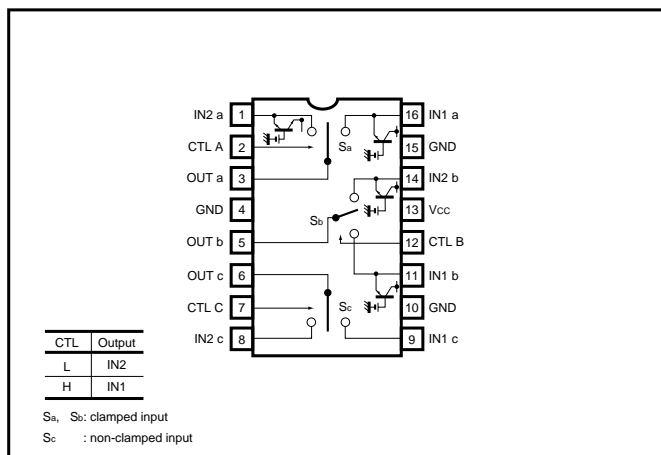 IN2 a 1 16 IN1 a
CTL A 2 Sa 15 GND
OUT a 3 14 IN2 b
GND 4 Sb 13 VCC
OUT b 5 12 CTL B
OUT c 6 11 IN1 b
CTL C 7 Sc 10 GND
IN2 c 8 9 IN1 c
CTL Output
L IN2
H IN1
Sa, Sb: clamped input
Sc : non-clamped input